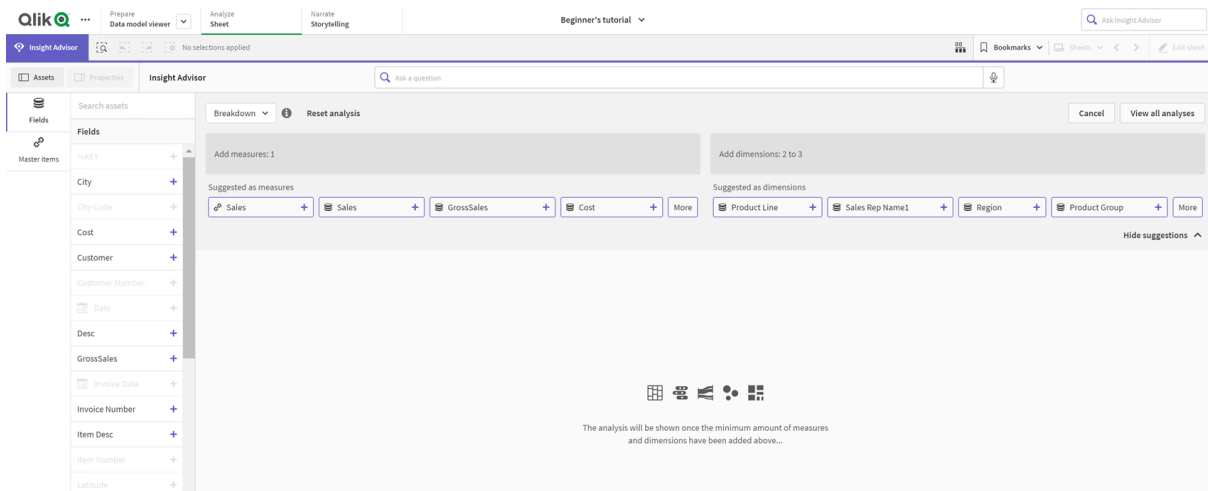 Qlik
...
Prepare
Data model viewer
Analyze
Sheet
Narrate
Storytelling
Beginner's tutorial
Ask Insight Advisor
Insight Advisor
No selections applied
Bookmarks
Sheets
Edit sheet
Assets
Properties
Insight Advisor
Ask a question
Fields
Master items
Search assets
Fields
%KEY
City
City Code
Cost
Customer
Customer Number
Date
Desc
GrossSales
Invoice Date
Invoice Number
Item Desc
Item Number
Latitude
Breakdown
Reset analysis
Cancel
View all analyses
Add measures: 1
Add dimensions: 2 to 3
Suggested as measures
Sales
Sales
GrossSales
Cost
More
Suggested as dimensions
Product Line
Sales Rep Name1
Region
Product Group
More
Hide suggestions
The analysis will be shown once the minimum amount of measures
and dimensions have been added above...